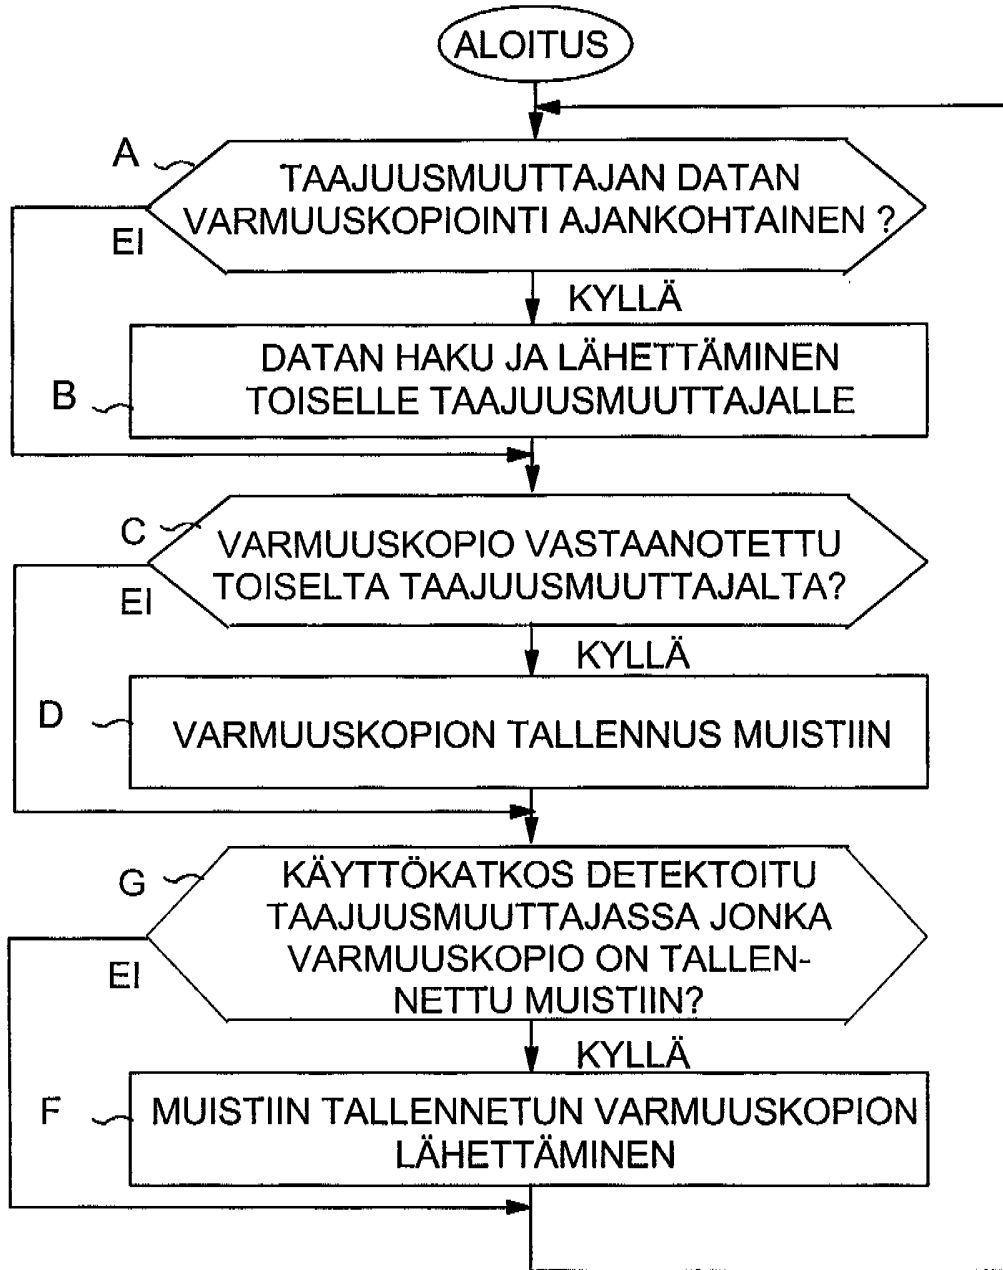 ALOITUS
A
TAAJUUSMUUTTAJAN DATAN
VARMUUSKOPIOINTI AJANKOHTAINEN ?
EI
KYLLÄ
DATAN HAKU JA LÄHETTÄMINEN
B
TOISELLE TAAJUUSMUUTTAJALLE
C
VARMUUSKOPIO VASTAANOTETTU
TOISELTA TAAJUUSMUUTTAJALTA?
EI
KYLLÄ
D
VARMUUSKOPION TALLENNUS MUISTIIN
G
KÄYTTÖKATKOS DETEKTOITU
TAAJUUSMUUTTAJASSA JONKA
VARMUUSKOPIO ON TALLEN-
EI
NETTU MUISTIIN?
KYLLÄ
F
MUISTIIN TALLENNETUN VARMUUSKOPION
LÄHETTÄMINEN